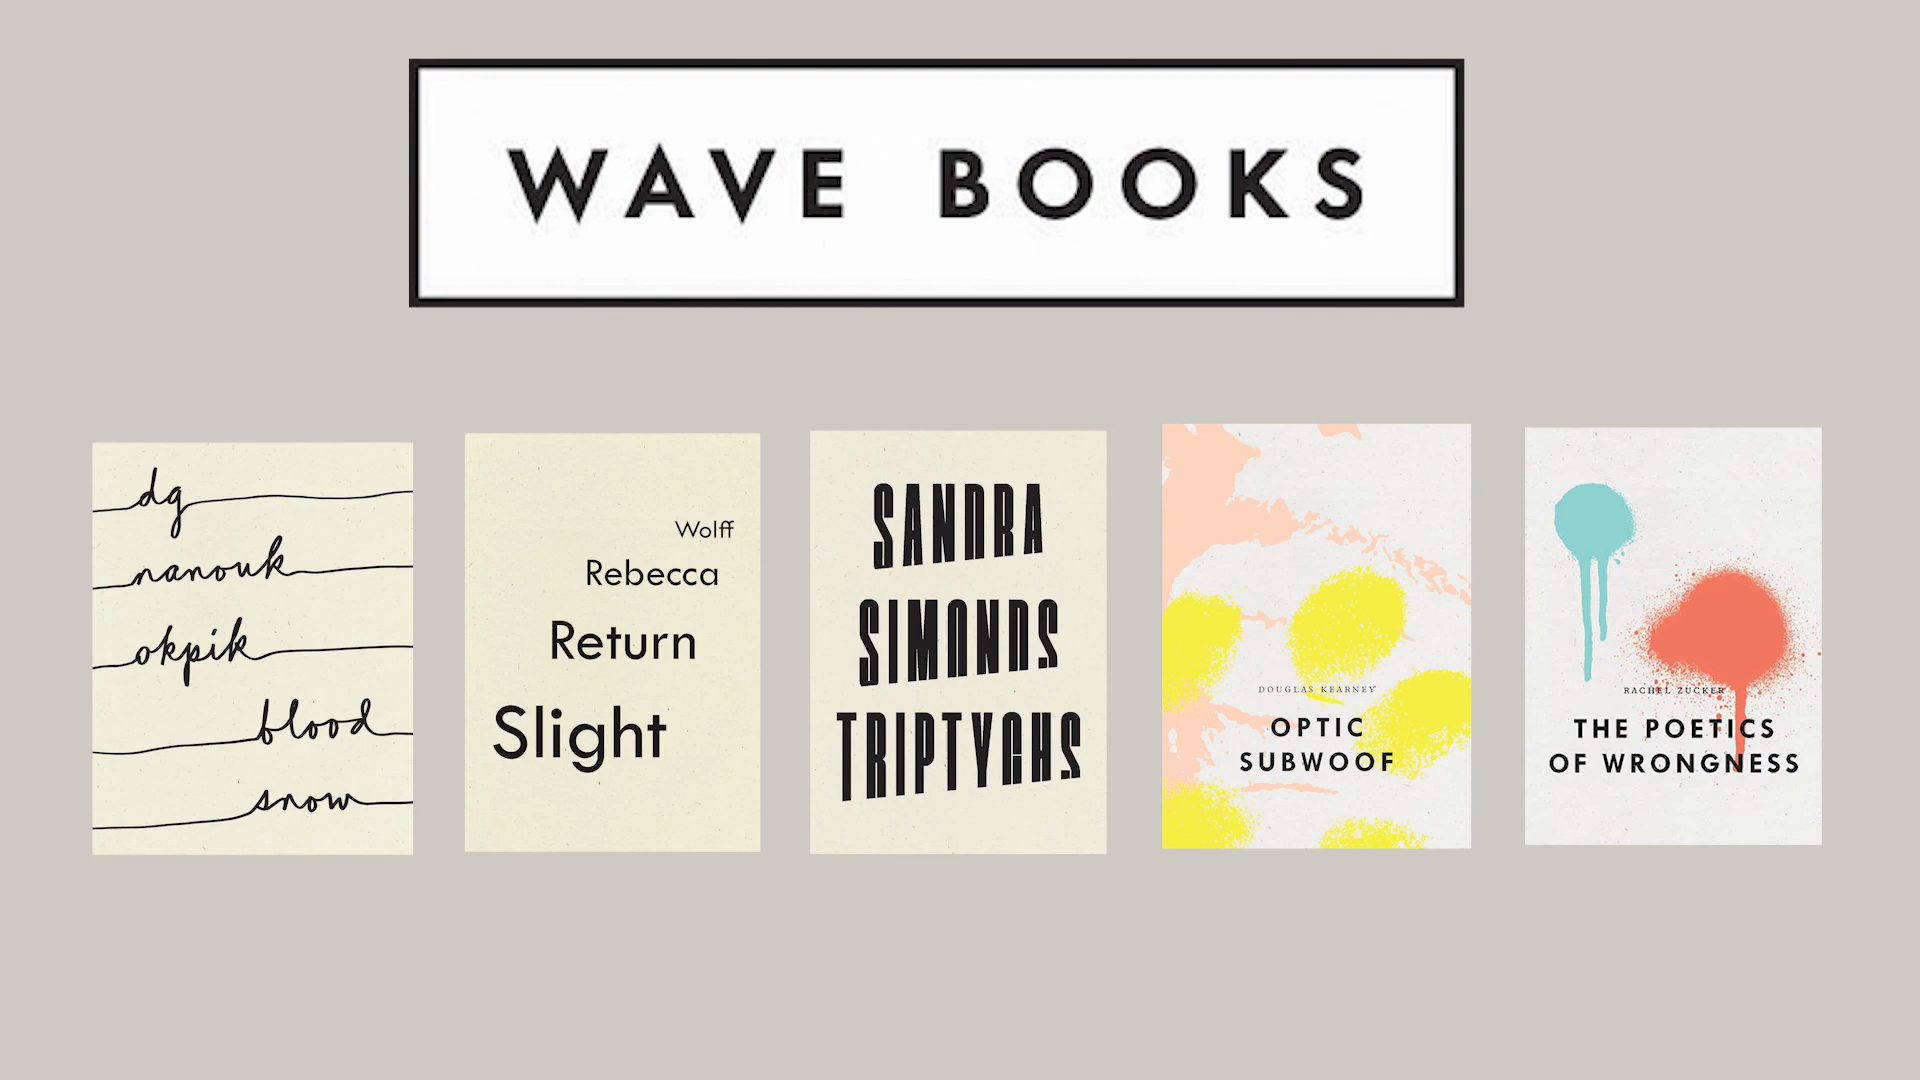 WAVE BOOKS
dg
nanouk
okpik
blood
snow
Wolff
Rebecca
Return
Slight
SANDRA
SIMONDS
TRIPTYCHS
DOUGLAS KEARNEY
OPTIC
SUBWOOF
RACHEL ZUCKER
THE POETICS
OF WRONGNESS